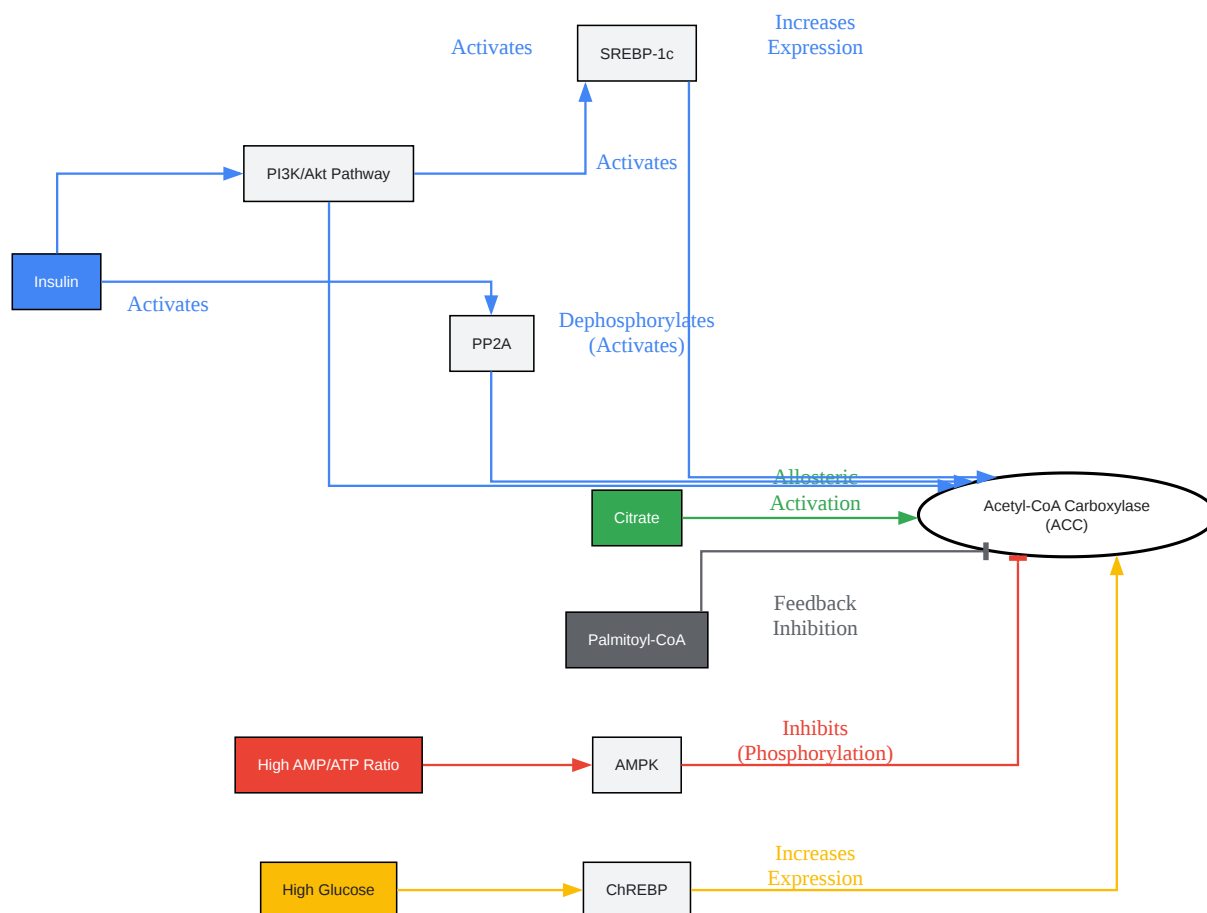 Increases
Expression
Activates
SREBP-1c
Activates
PI3K/Akt Pathway
Insulin
Activates
Dephosphorylates
(Activates)
PP2A
Allosteric
Activation
Citrate
Acetyl-CoA Carboxylase
(ACC)
Feedback
Inhibition
Palmitoyl-CoA
Inhibits
(Phosphorylation)
High AMP/ATP Ratio
AMPK
Increases
Expression
High Glucose
ChREBP